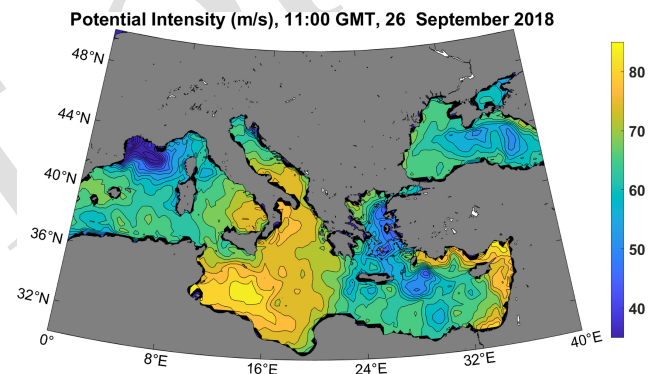 Potential Intensity (m/s), 11:00 GMT, 26 September 2018
48°N
44°N
40°N
36°N
32°N
0°
8°E
16°E
24°E
32°E
40°E
80
70
60
50
40